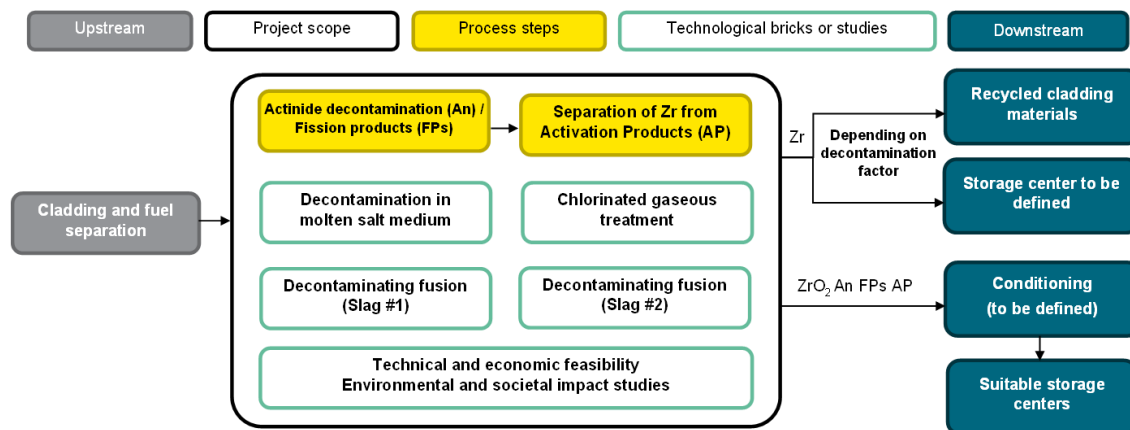 Upstream
Project scope
Process steps
Technological bricks or studies
Downstream
Actinide decontamination (An) /
Fission products (FPs)
Separation of Zr from
Activation Products (AP)
Zr
Depending on
decontamination
factor
Recycled cladding
materials
Storage center to be
defined
Cladding and fuel
separation
Decontamination in
molten salt medium
Chlorinated gaseous
treatment
Decontaminating fusion
(Slag #1)
Decontaminating fusion
(Slag #2)
ZrO₂ An FPs AP
Conditioning
(to be defined)
Technical and economic feasibility
Environmental and societal impact studies
Suitable storage
centers